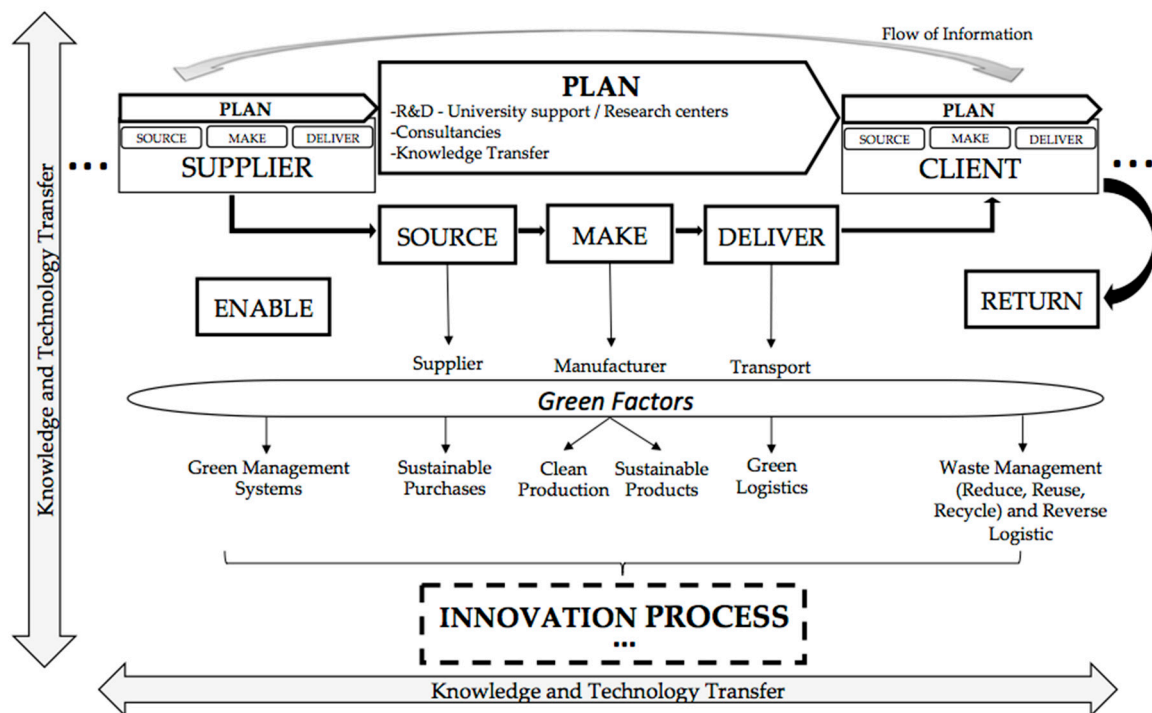 Flow of Information
PLAN
-R&D - University support / Research centers
-Consultancies
-Knowledge Transfer
PLAN
SOURCE MAKE DELIVER
SUPPLIER
...
PLAN
SOURCE MAKE DELIVER
CLIENT
...
SOURCE
MAKE
DELIVER
ENABLE
RETURN
Supplier
Manufacturer
Transport
Green Factors
Green Management
Systems
Sustainable
Purchases
Clean
Production
Sustainable
Products
Green
Logistics
Waste Management
(Reduce, Reuse,
Recycle) and Reverse
Logistic
INNOVATION PROCESS
...
Knowledge and Technology Transfer
Knowledge and Technology Transfer